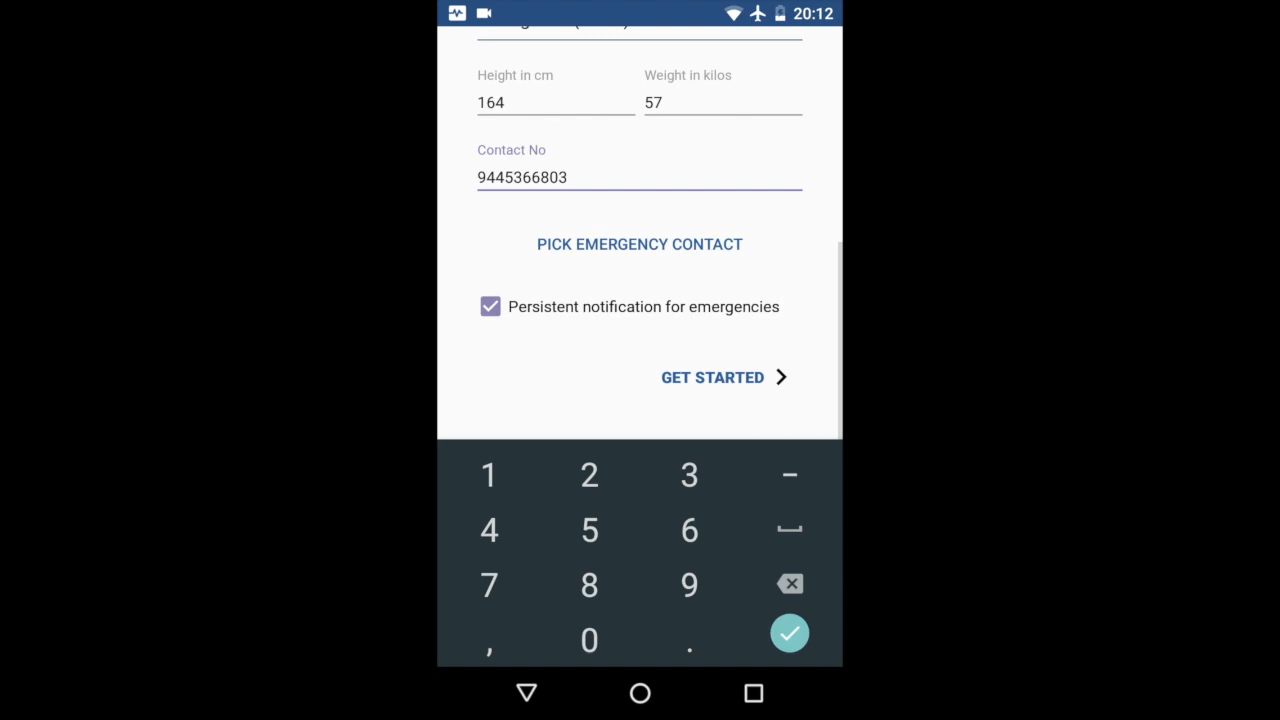 20:12
Height in cm Weight in kilos
164 57
Contact No
9445366803
PICK EMERGENCY CONTACT
Persistent notification for emergencies
GET STARTED
1 2 3 –
4 5 6
7 8 9
, 0 .